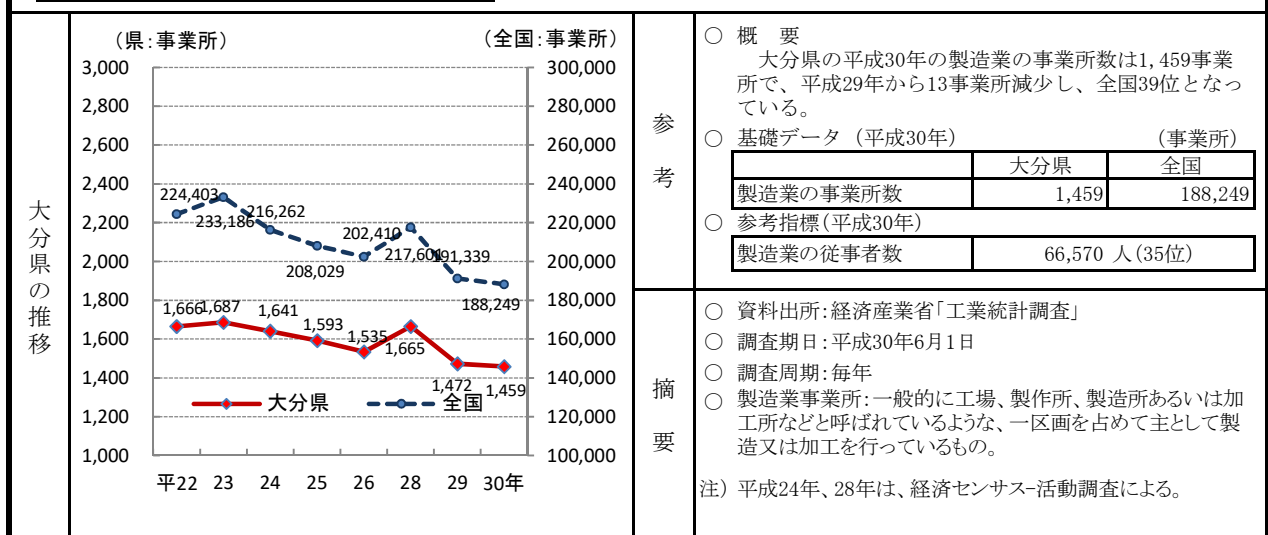 大分県の推移
(県:事業所)
(全国:事業所)
3,000
2,800
2,600
2,400
2,200
2,000
1,800
1,600
1,400
1,200
1,000
300,000
280,000
260,000
240,000
220,000
200,000
180,000
160,000
140,000
120,000
100,000
224,403
233,186
216,262
208,029
202,410
217,601
191,339
188,249
1,666
1,687
1,641
1,593
1,535
1,665
1,472
1,459
大分県
全国
平22 23 24 25 26 28 29 30年
参考
○ 概 要
大分県の平成30年の製造業の事業所数は1,459事業
所で、平成29年から13事業所減少し、全国39位となっ
ている。
○ 基礎データ (平成30年) (事業所)
大分県 全国
製造業の事業所数 1,459 188,249
○ 参考指標(平成30年)
製造業の従事者数 66,570 人(35位)
摘要
○ 資料出所:経済産業省「工業統計調査」
○ 調査期日:平成30年6月1日
○ 調査周期:毎年
○ 製造業事業所:一般的に工場、製作所、製造所あるいは加
工所などと呼ばれているような、一区画を占めて主として製
造又は加工を行っているもの。
注) 平成24年、28年は、経済センサス-活動調査による。